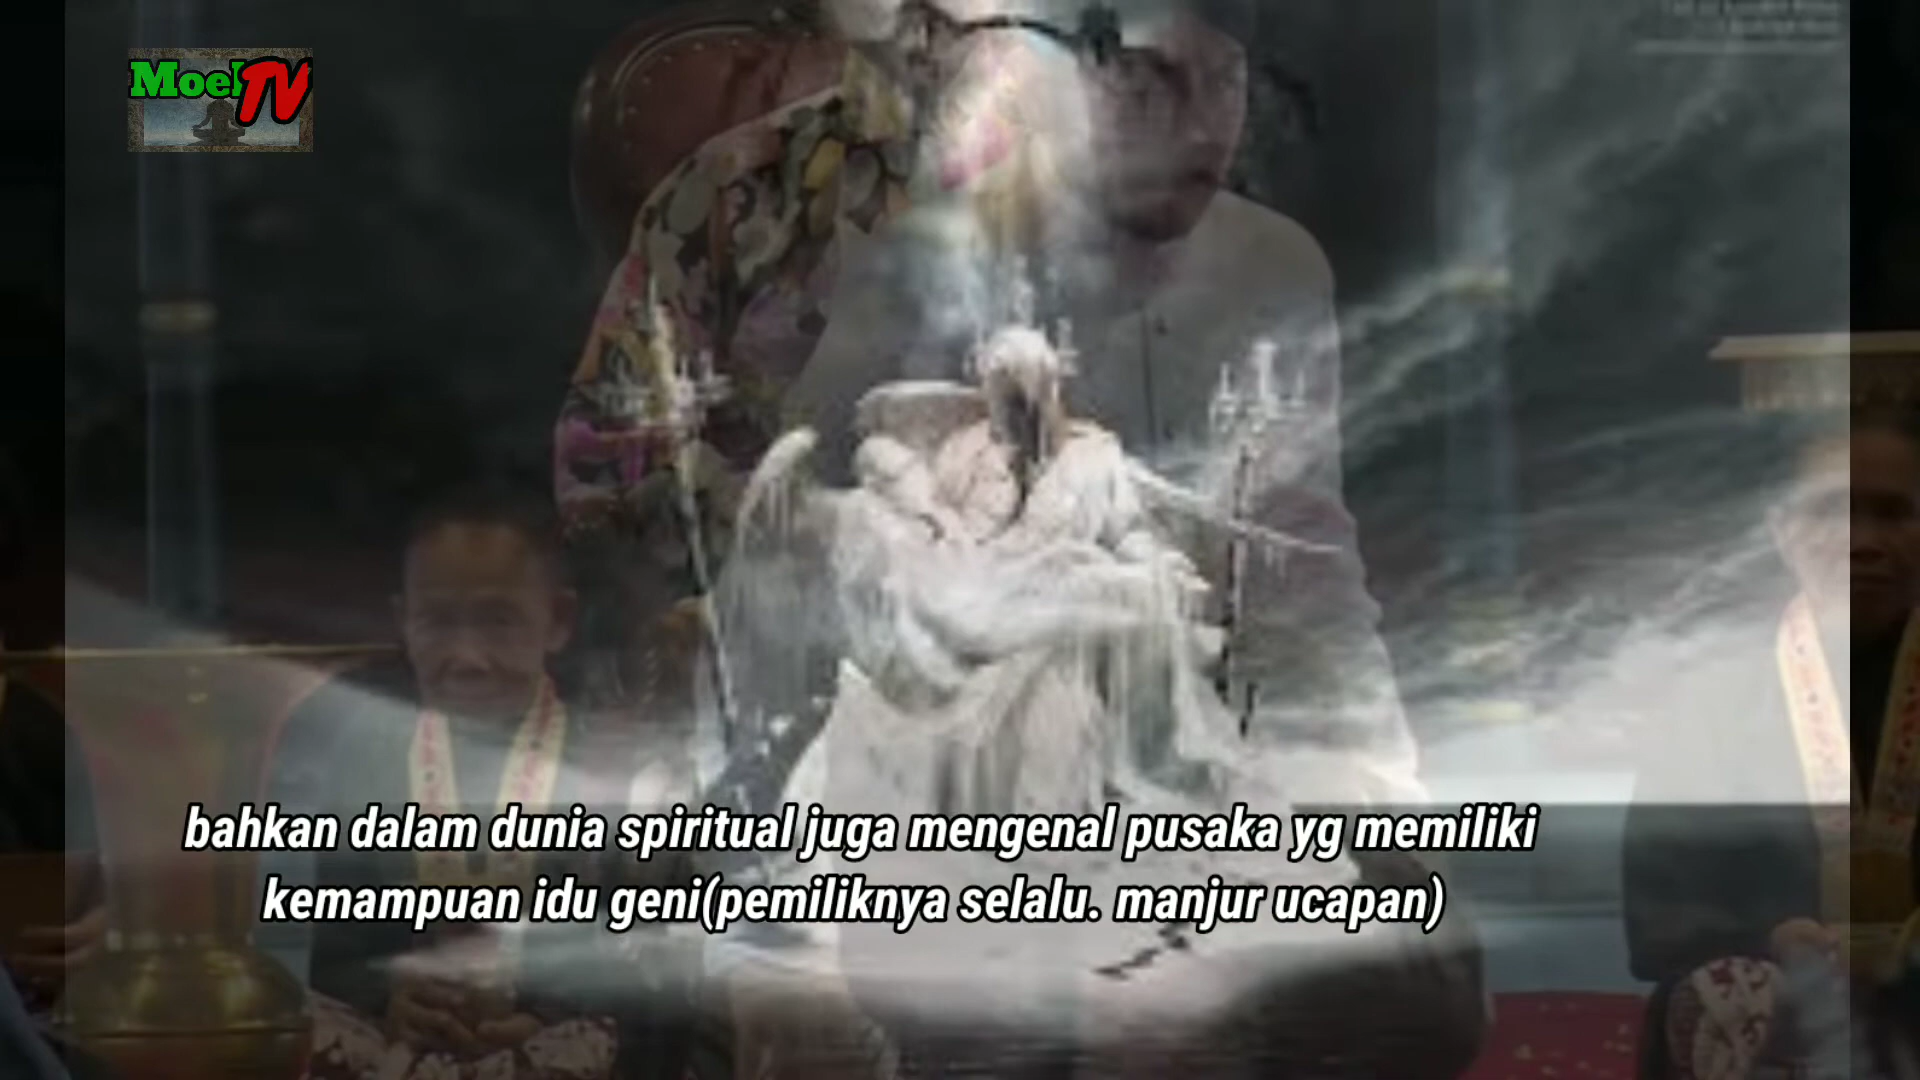 MoelTV
bahkan dalam dunia spiritual juga mengenal pusaka yg memiliki
kemampuan idu geni(pemiliknya selalu. manjur ucapan)